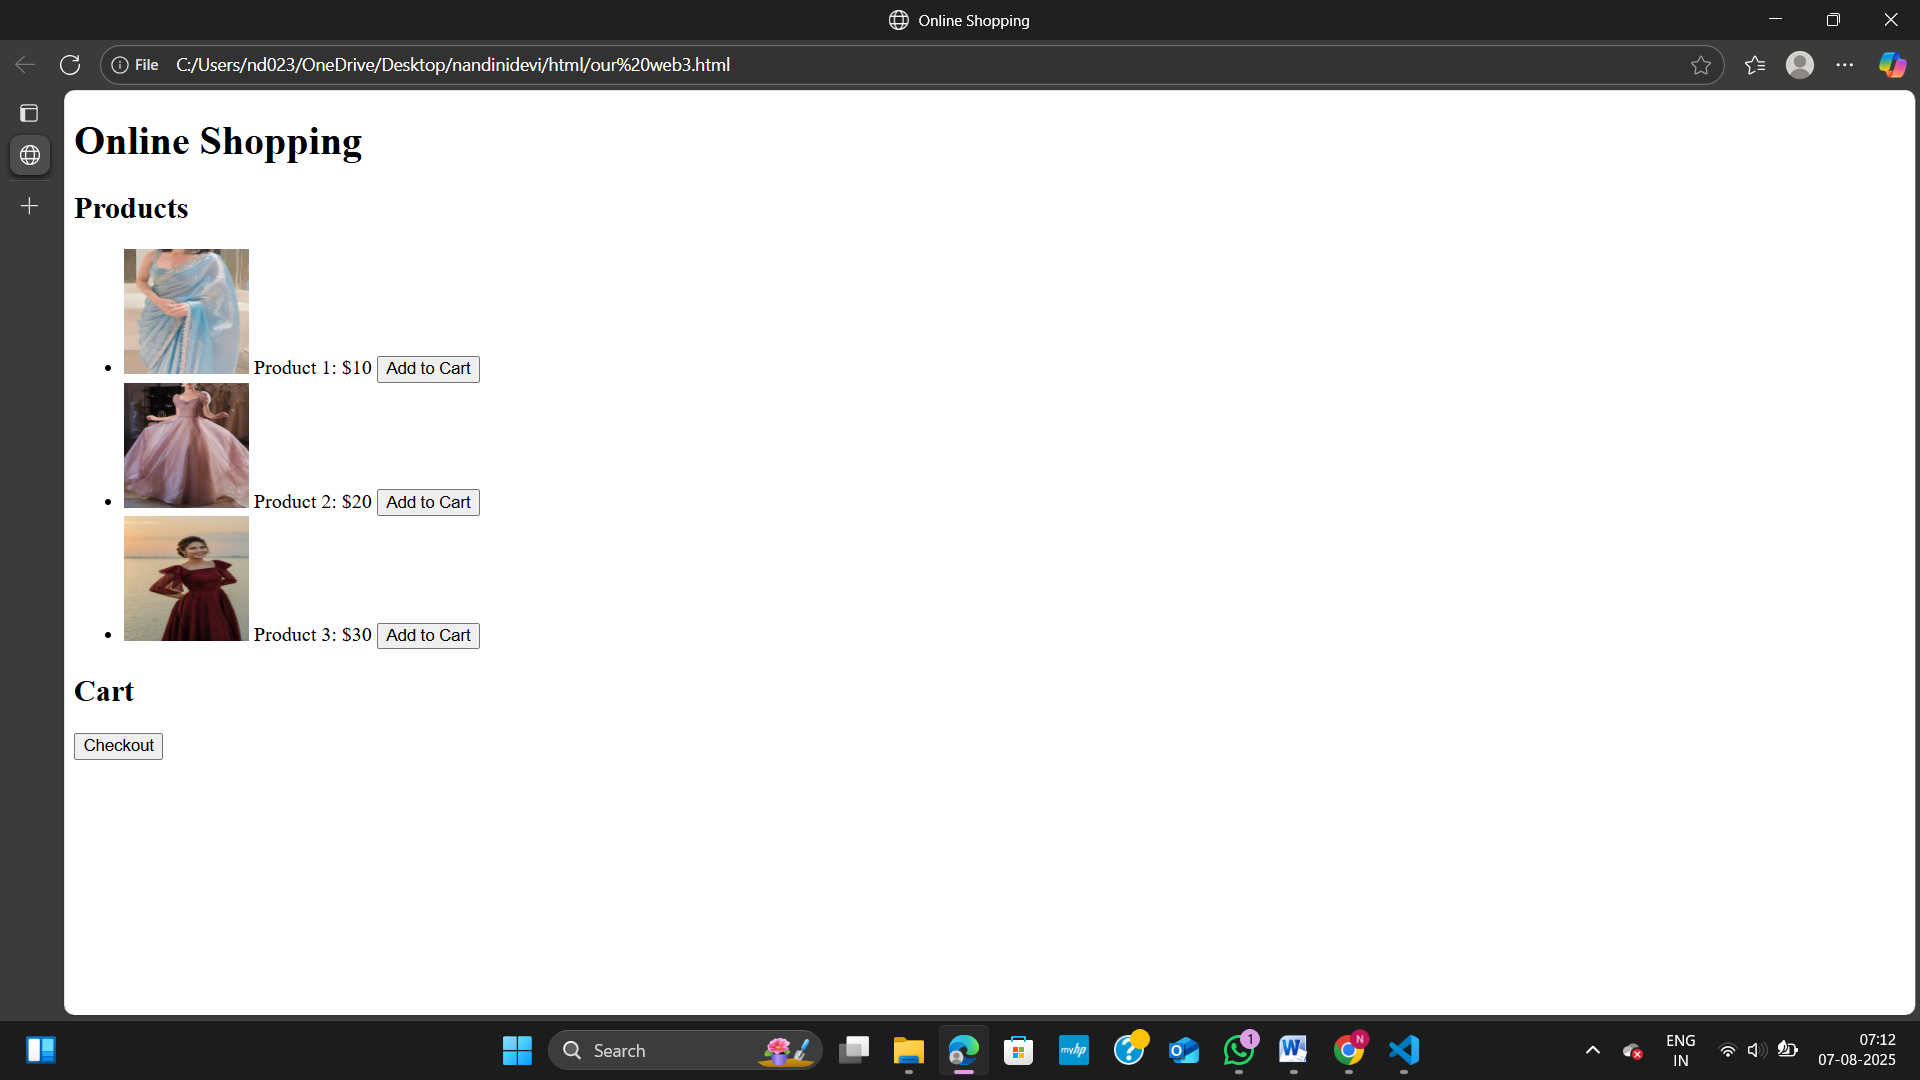 Online Shopping
File C:/Users/nd023/OneDrive/Desktop/nandinidevi/html/our%20web3.html
Online Shopping
Products
Product 1: $10 Add to Cart
Product 2: $20 Add to Cart
Product 3: $30 Add to Cart
Cart
Checkout
Search
myhp
1
N
ENG
IN
07:12
07-08-2025